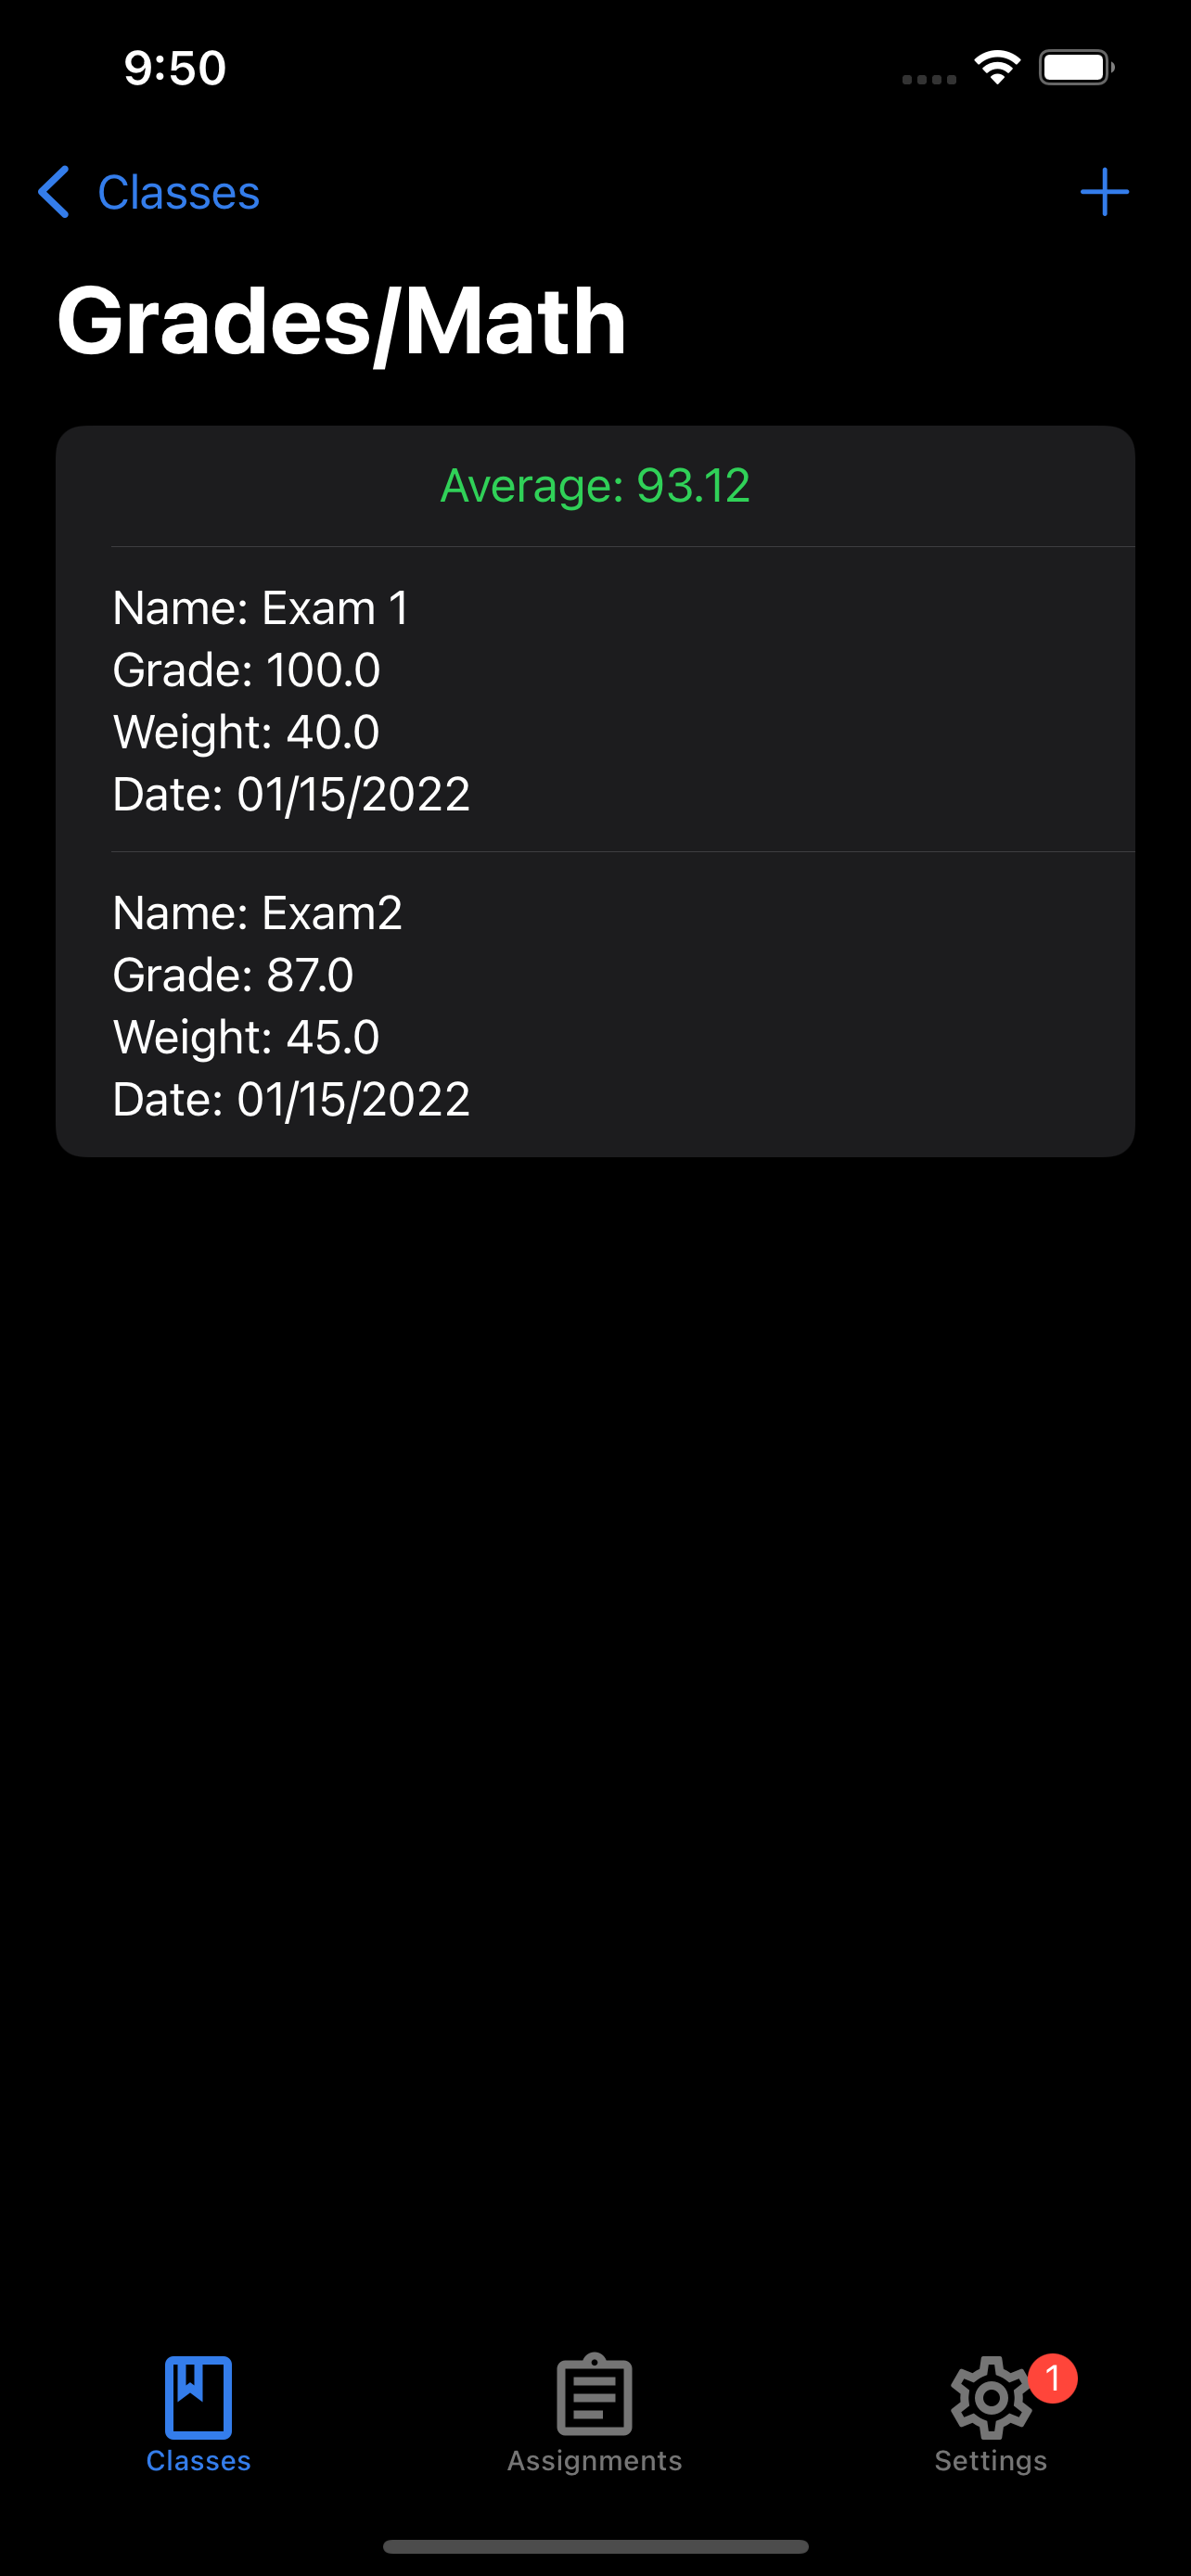 9:50
Classes
Grades/Math
Average: 93.12
Name: Exam 1
Grade: 100.0
Weight: 40.0
Date: 01/15/2022
Name: Exam2
Grade: 87.0
Weight: 45.0
Date: 01/15/2022
1
Classes
Assignments
Settings